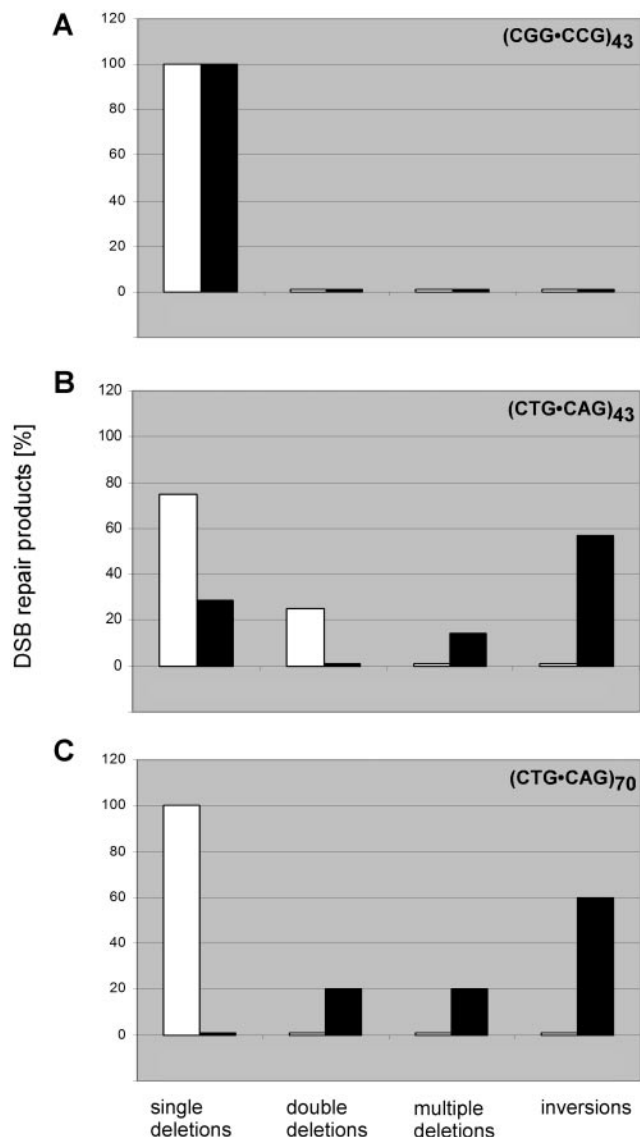 A
(CGG•CCG)43
120
100
80
60
40
20
0
B
(CTG•CAG)43
120
100
80
60
40
20
0
DSB repair products [%]
C
(CTG•CAG)70
120
100
80
60
40
20
0
single deletions
double deletions
multiple deletions
inversions